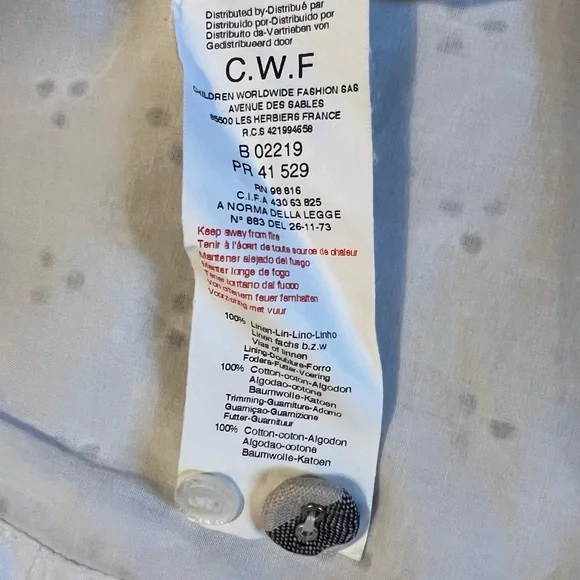 Distributed by-Distribué par
Distribuido por-Distribuido por
Distribuito da-Vertrieben von
Gedistribueerd door
C.W.F
CHILDREN WORLDWIDE FASHION SAS
AVENUE DES SABLES
85500 LES HERBIERS FRANCE
R.C.S 421994658
B 02219
PR 41 529
RN 98 816
C.I.F.A 430 63 825
A NORMA DELLA LEGGE
N° 883 DEL 26-11-73
Keep away from fire
Tenir à l'écart de toute source de chaleur
Mantener alejado del fuego
Manter longe de fogo
Tener lontano dal fuoco
Von offenem feuer fernhalten
Voorzichtig met vuur
100% Linen-Lin-Lino-Linho
Linen fachs b.z.w
Vlas of linnen
Lining-Doublure-Forro
Fodera-Futter-Voering
100% Cotton-coton-Algodon
Algodao-cotone
Baumwolle-Katoen
Trimming-Garniture-Adorno
Guarniçao-Guarnizione
Futter-Garnituur
100% Cotton-coton-Algodon
Algodao-cotone
Baumwolle-Katoen